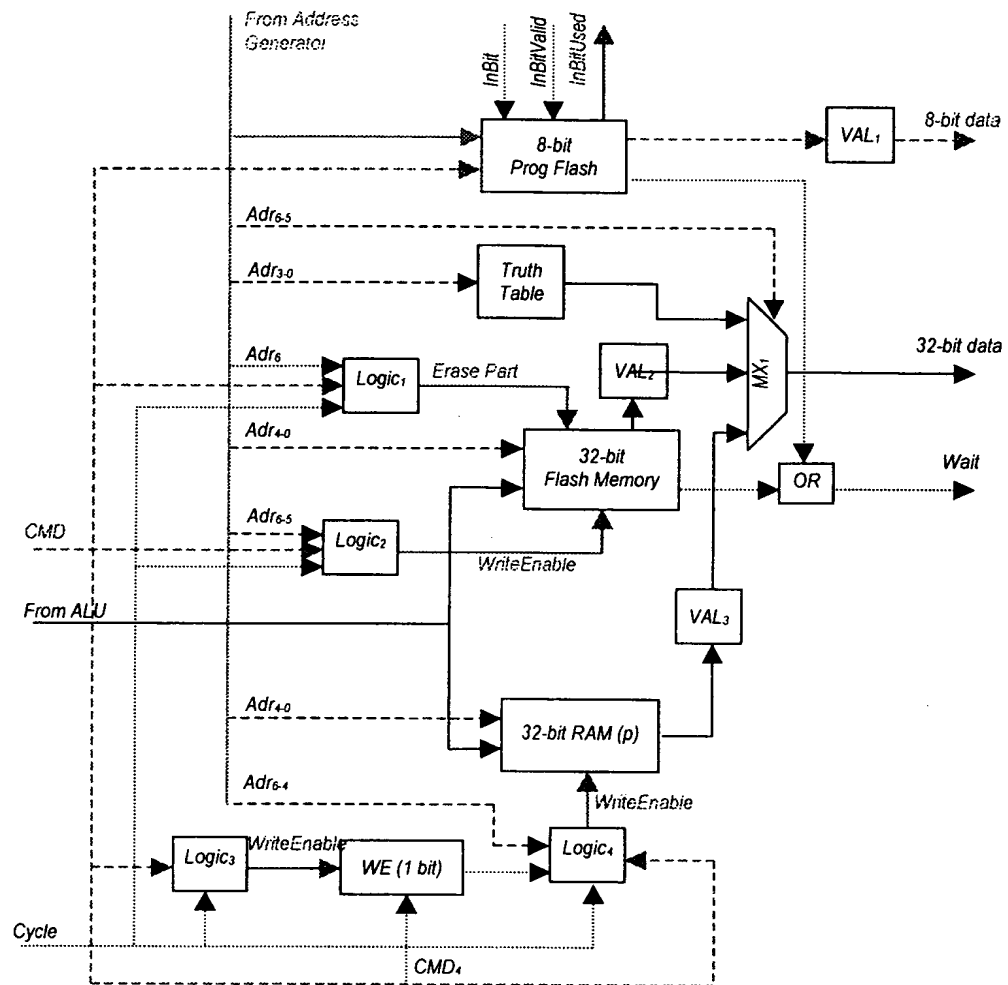 From Address
Generator
InBit
InBitValid
InBitUsed
8-bit
Prog Flash
VAL₁
8-bit data
Adr₆₋₅
Adr₃₋₀
Truth
Table
MX₁
32-bit data
Adr₆
Logic₁
Erase Part
VAL₂
Adr₄₋₀
32-bit
Flash Memory
OR
Wait
Adr₆₋₅
CMD
Logic₂
WriteEnable
From ALU
VAL₃
Adr₄₋₀
32-bit RAM (p)
Adr₆₋₄
WriteEnable
Logic₃
WriteEnable
WE (1 bit)
Logic₄
Cycle
CMD₄